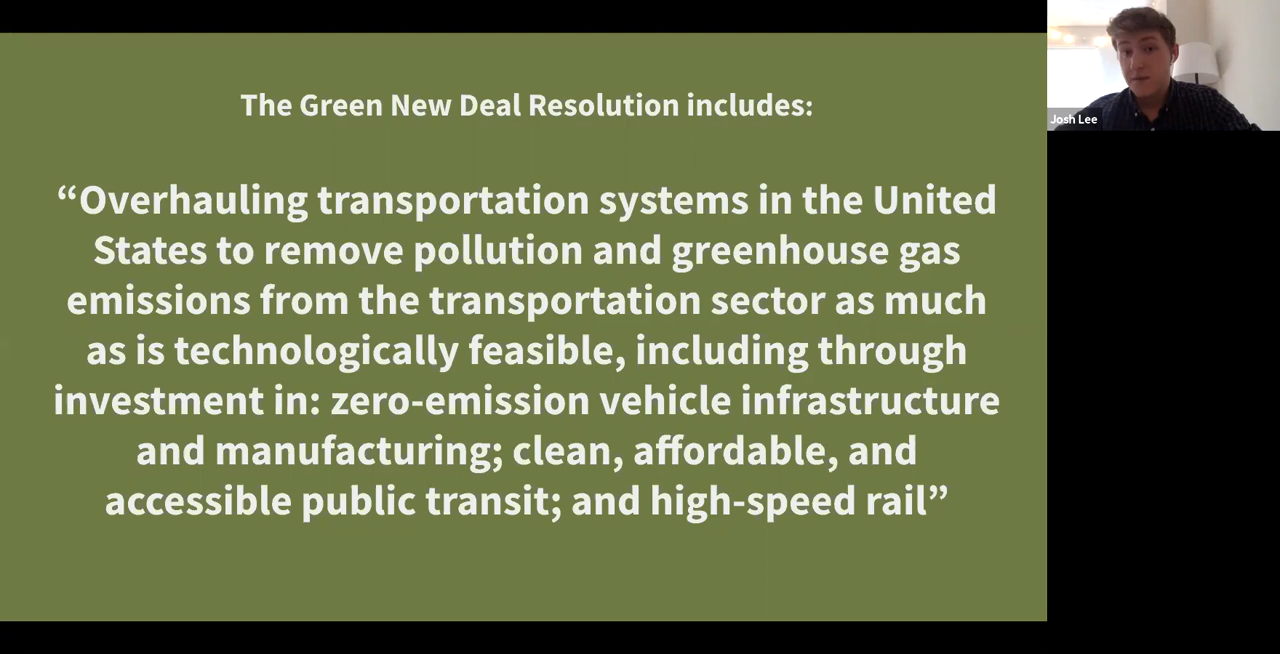 The Green New Deal Resolution includes:
“Overhauling transportation systems in the United
States to remove pollution and greenhouse gas
emissions from the transportation sector as much
as is technologically feasible, including through
investment in: zero-emission vehicle infrastructure
and manufacturing; clean, affordable, and
accessible public transit; and high-speed rail”
Josh Lee